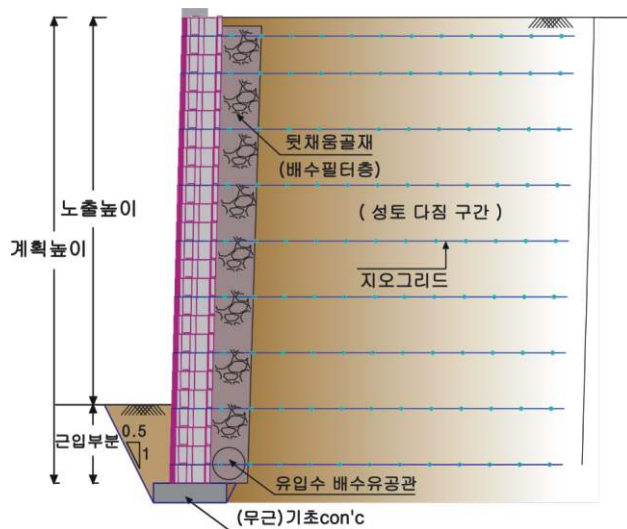 뒷채움골재
(배수필터층)
노출높이
( 성토 다짐 구간 )
계획높이
지오그리드
근입부분
0.5
1
유입수 배수유공관
(무근)기초con'c